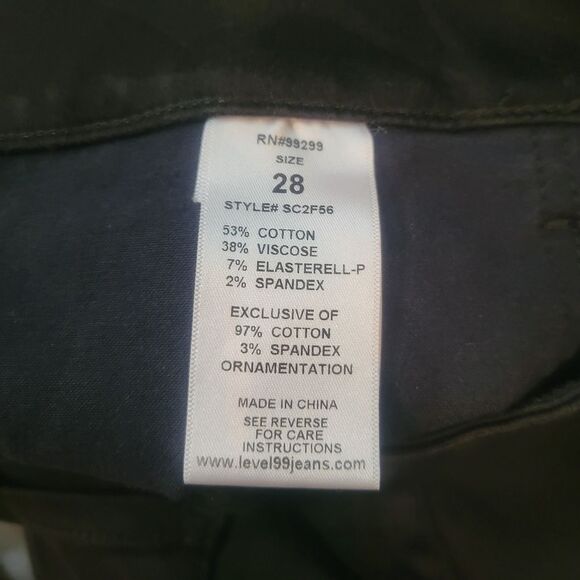 RN#99299
SIZE
28
STYLE# SC2F56
53% COTTON
38% VISCOSE
7% ELASTERELL-P
2% SPANDEX
EXCLUSIVE OF
97% COTTON
3% SPANDEX
ORNAMENTATION
MADE IN CHINA
SEE REVERSE
FOR CARE
INSTRUCTIONS
www.level99jeans.com